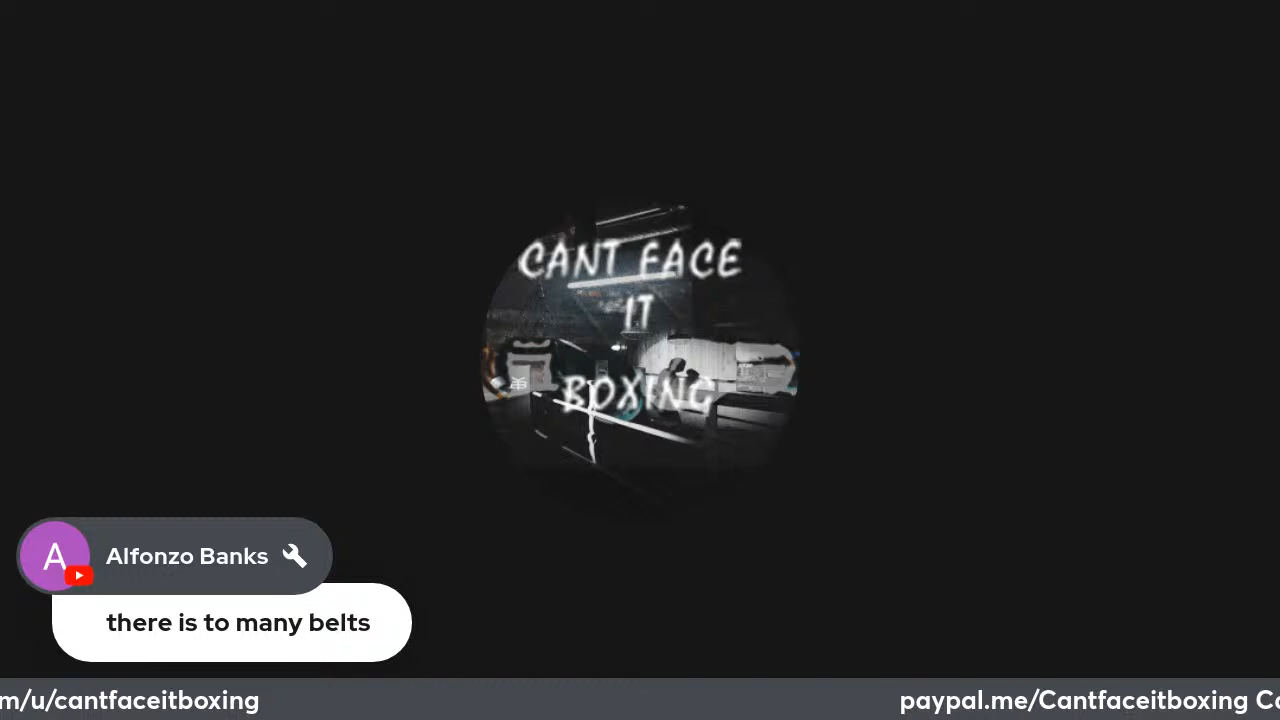 CANT FACE
IT
BOXING
A Alfonzo Banks
there is to many belts
m/u/cantfaceitboxing
paypal.me/Cantfaceitboxing